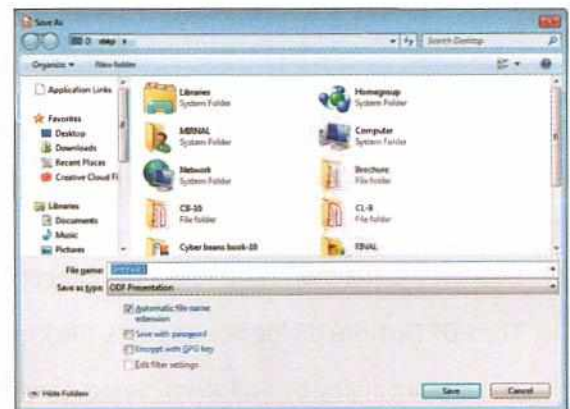 Save As
Search Desktop
Organize
New folder
Application Links
Favorites
Desktop
Downloads
Recent Places
Creative Cloud Fi
Libraries
Documents
Music
Pictures
Libraries
System Folder
Homegroup
System Folder
MRINAL
System Folder
Computer
System Folder
Network
System Folder
Brochure
File folder
CB-10
File folder
CL-9
File folder
Cyber beans book-10
FINAL
File name:
Save as type: ODF Presentation
Automatic file name
extension
Save with password
Encrypt with GPG key
Edit filter settings
Hide Folders
Save
Cancel